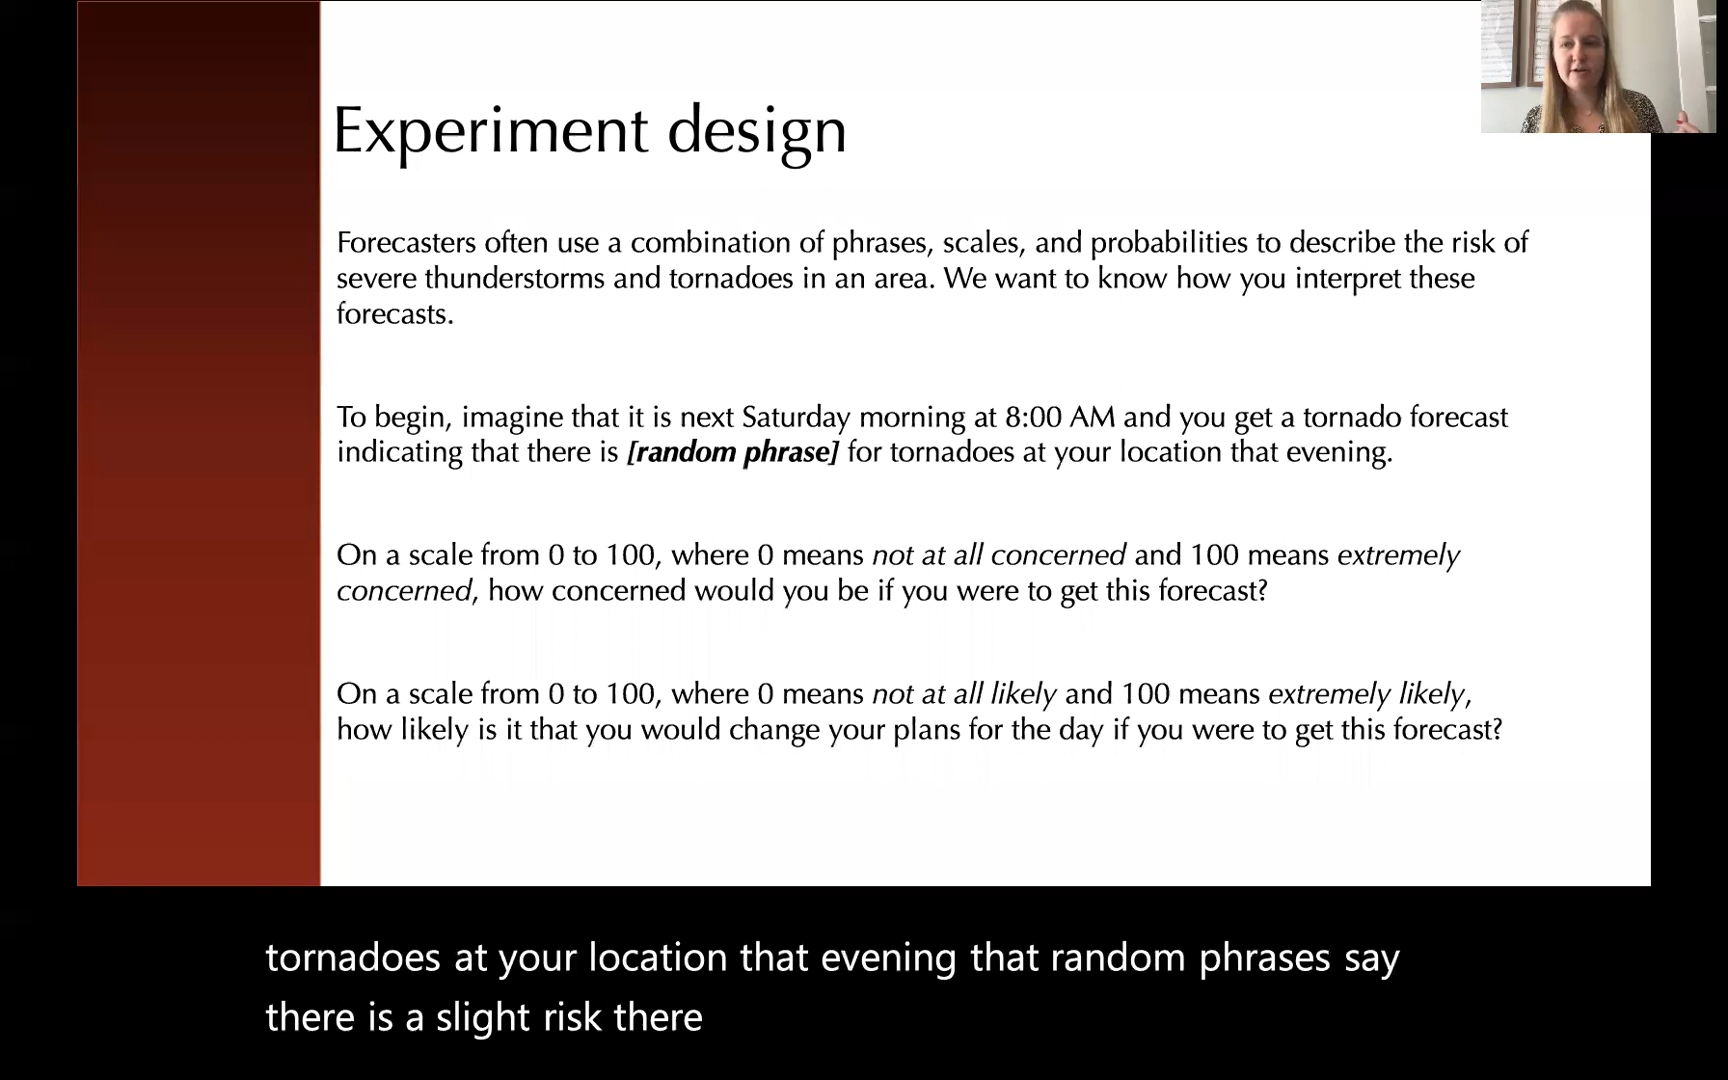 Experiment design
Forecasters often use a combination of phrases, scales, and probabilities to describe the risk of
severe thunderstorms and tornadoes in an area. We want to know how you interpret these
forecasts.
To begin, imagine that it is next Saturday morning at 8:00 AM and you get a tornado forecast
indicating that there is [random phrase] for tornadoes at your location that evening.
On a scale from 0 to 100, where 0 means not at all concerned and 100 means extremely
concerned, how concerned would you be if you were to get this forecast?
On a scale from 0 to 100, where 0 means not at all likely and 100 means extremely likely,
how likely is it that you would change your plans for the day if you were to get this forecast?
tornadoes at your location that evening that random phrases say
there is a slight risk there